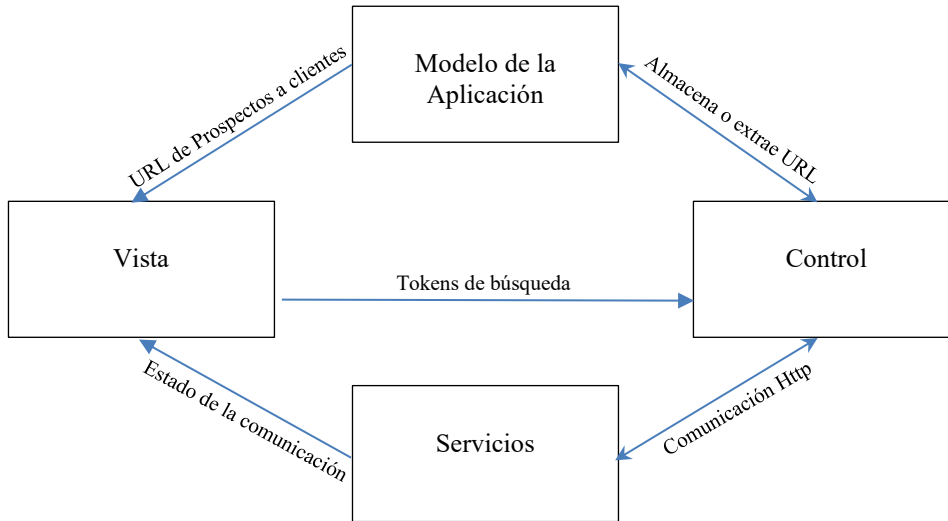 Modelo de la
Aplicación
URL de Prospectos a clientes
Almacena o extrae URL
Vista
Control
Tokens de búsqueda
Estado de la comunicación
Comunicación Http
Servicios